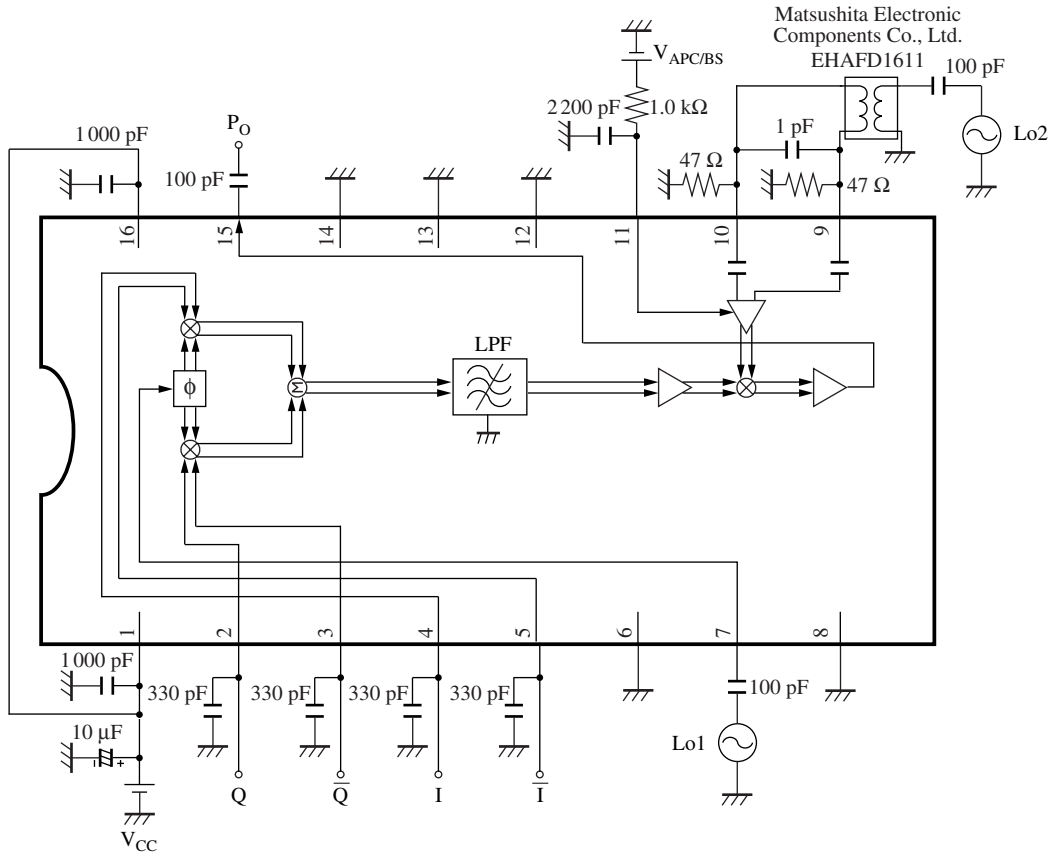 Matsushita Electronic
Components Co., Ltd.
EHAFD1611
100 pF
V_APC/BS
2 200 pF
1.0 kΩ
1 pF
Lo2
1 000 pF
P_O
100 pF
47 Ω
47 Ω
16
15
14
13
12
11
10
9
LPF
ϕ
Σ
1
2
3
4
5
6
7
8
1 000 pF
330 pF
330 pF
330 pF
330 pF
100 pF
10 µF
- +
Lo1
Q
Q̅
I
I̅
V_CC